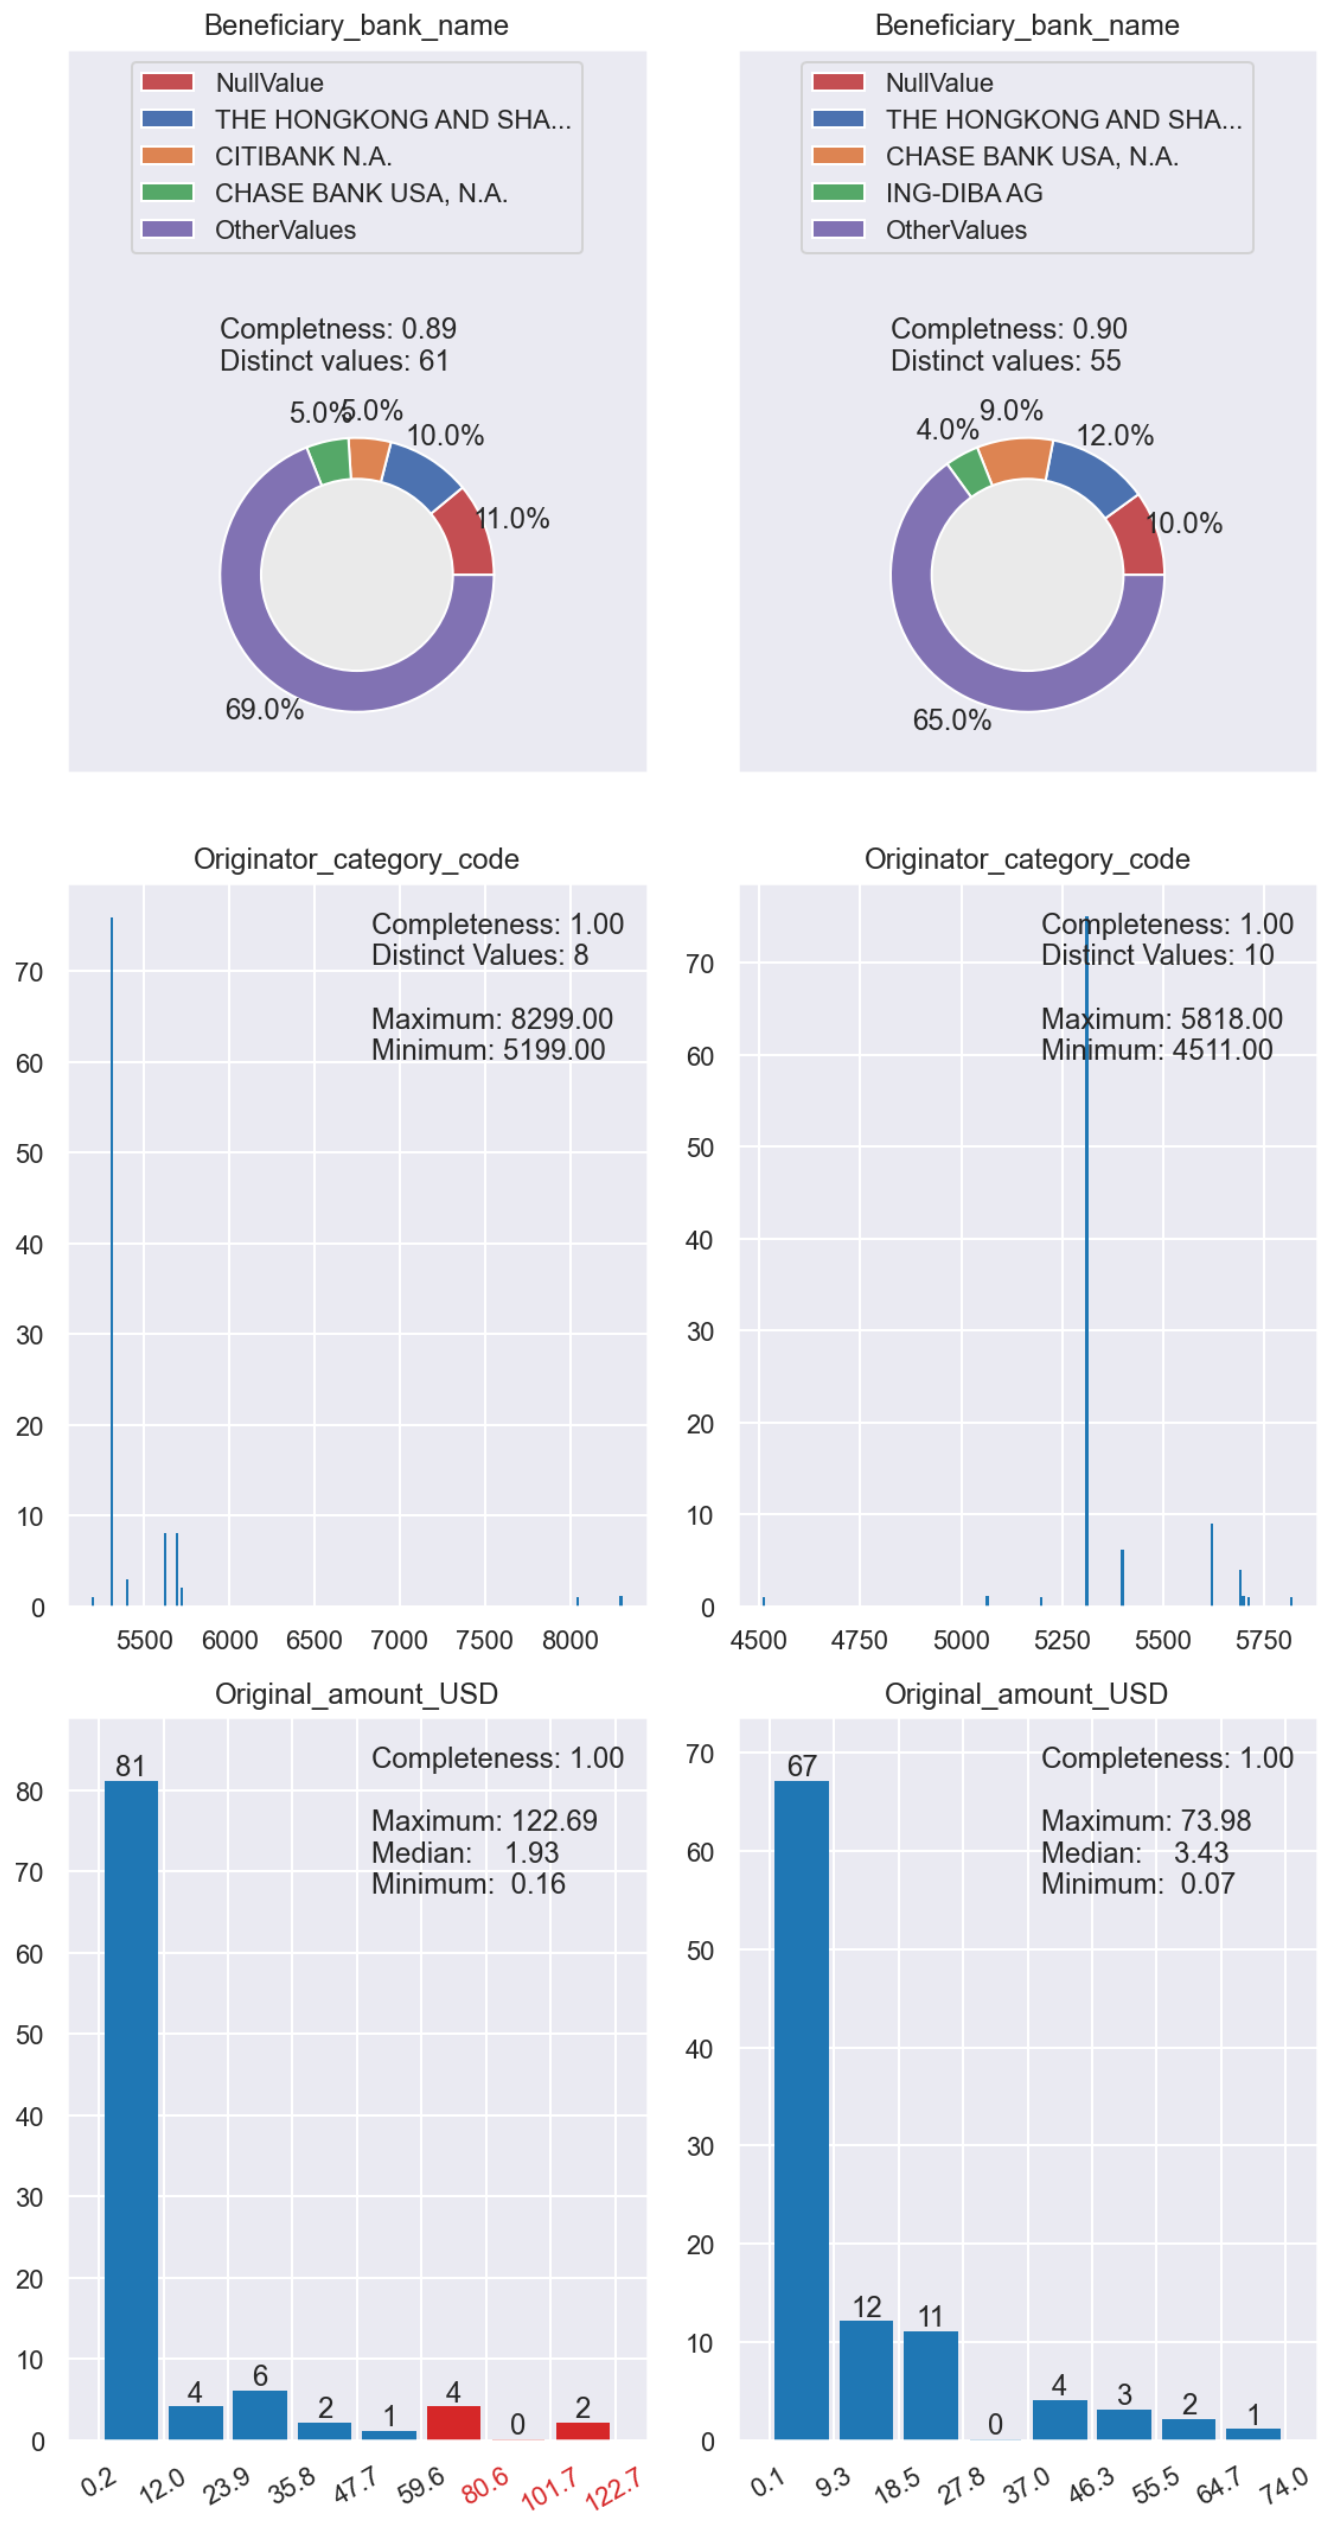 Beneficiary_bank_name
NullValue
THE HONGKONG AND SHA...
CITIBANK N.A.
CHASE BANK USA, N.A.
OtherValues
Completness: 0.89
Distinct values: 61
5.0%
5.0%
10.0%
11.0%
69.0%
Beneficiary_bank_name
NullValue
THE HONGKONG AND SHA...
CHASE BANK USA, N.A.
ING-DIBA AG
OtherValues
Completness: 0.90
Distinct values: 55
9.0%
4.0%
12.0%
10.0%
65.0%
Originator_category_code
Completeness: 1.00
Distinct Values: 8
Maximum: 8299.00
Minimum: 5199.00
70
60
50
40
30
20
10
0
5500 6000 6500 7000 7500 8000
Originator_category_code
Completeness: 1.00
Distinct Values: 10
Maximum: 5818.00
Minimum: 4511.00
70
60
50
40
30
20
10
0
4500 4750 5000 5250 5500 5750
Original_amount_USD
Completeness: 1.00
Maximum: 122.69
Median: 1.93
Minimum: 0.16
80
70
60
50
40
30
20
10
0
81
4
6
2
1
4
0
2
0.2 12.0 23.9 35.8 47.7 59.6 80.6 101.7 122.7
Original_amount_USD
Completeness: 1.00
Maximum: 73.98
Median: 3.43
Minimum: 0.07
70
60
50
40
30
20
10
0
67
12
11
0
4
3
2
1
0.1 9.3 18.5 27.8 37.0 46.3 55.5 64.7 74.0